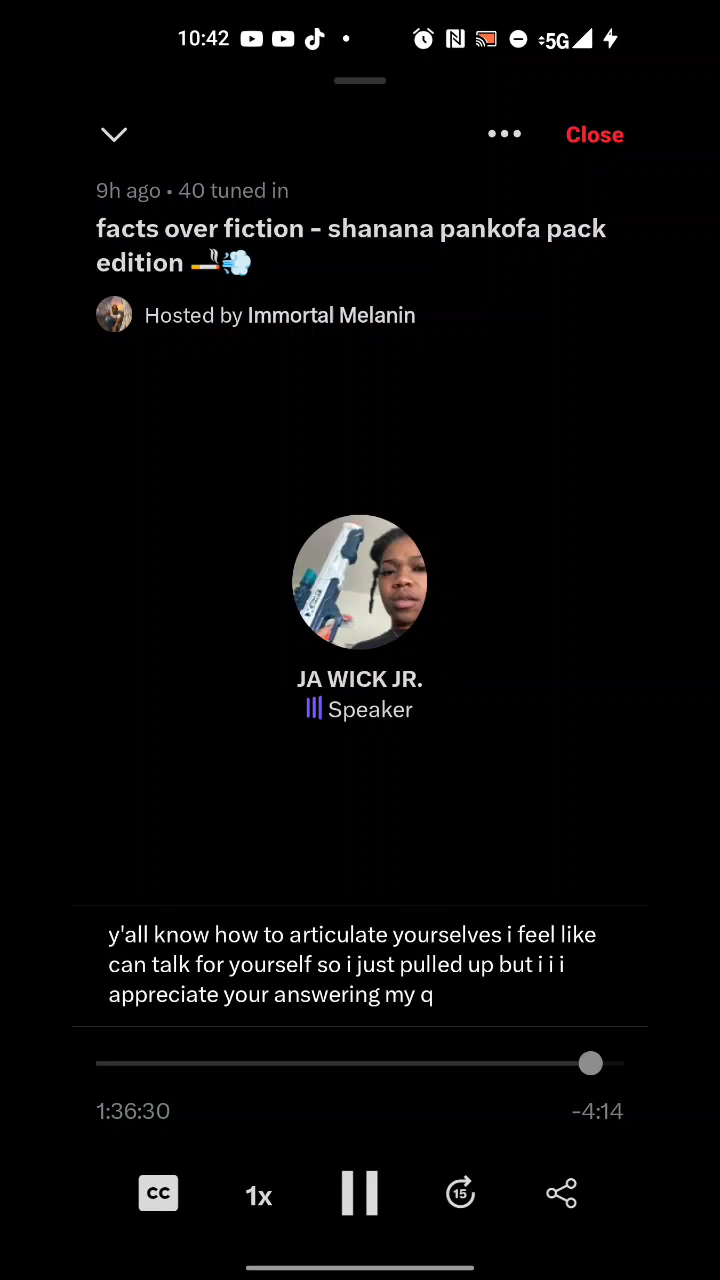 10:42
5G
Close
9h ago • 40 tuned in
facts over fiction - shanana pankofa pack
edition 🚬💨
Hosted by Immortal Melanin
JA WICK JR.
Speaker
y'all know how to articulate yourselves i feel like
can talk for yourself so i just pulled up but i i i
appreciate your answering my q
1:36:30
-4:14
CC
1x
15